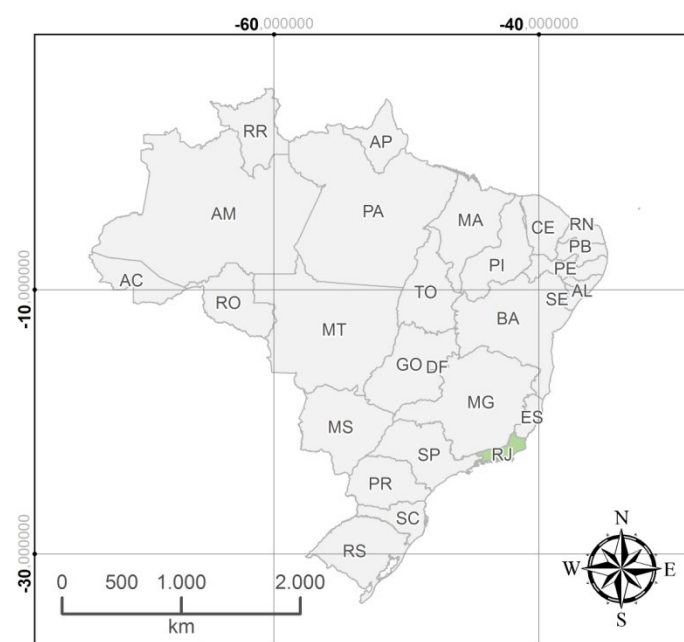 -60,000000 -40,000000
RR
AP
AM
PA
MA
CE
RN
PB
PI
PE
AC
-10,000000
TO
AL
RO
SE
BA
MT
GO DF
MG
ES
MS
SP
RJ
PR
SC
RS
-30,000000
N
W E
S
0 500 1.000 2.000
km